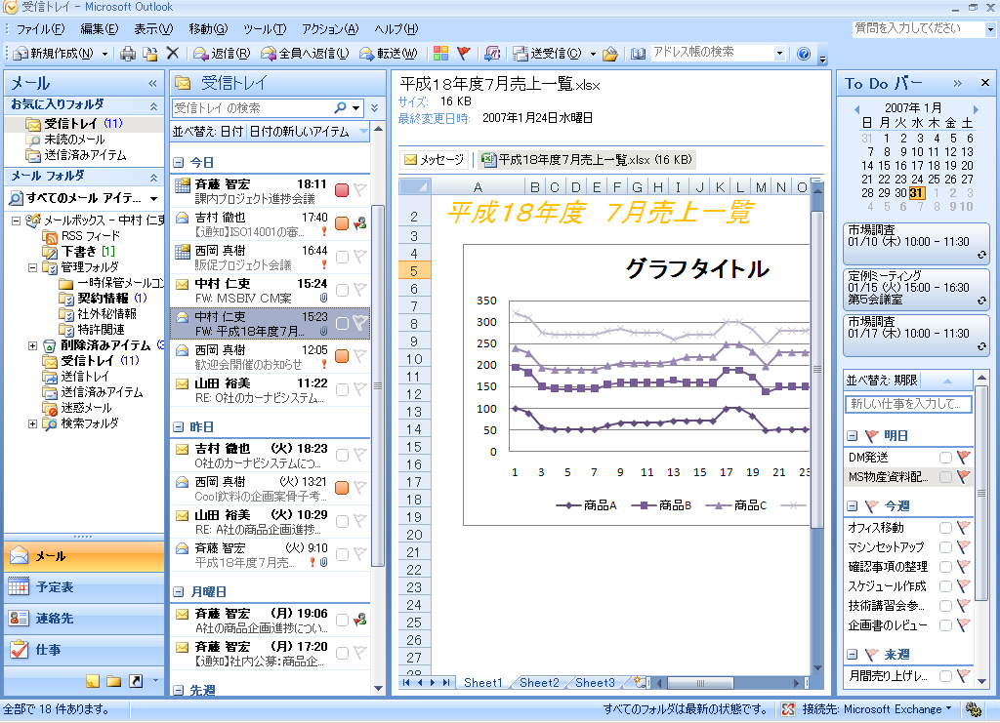 受信トレイ - Microsoft Outlook
ファイル(F) 編集(E) 表示(V) 移動(G) ツール(T) アクション(A) ヘルプ(H)
質問を入力してください
新規作成(N) 返信(R) 全員へ返信(L) 転送(W) 送受信(C) アドレス帳の検索
メール
お気に入りフォルダ
受信トレイ (11)
未読のメール
送信済みアイテム
メール フォルダ
すべてのメール アイテ...
メールボックス - 中村 仁吏
RSS フィード
下書き [1]
管理フォルダ
一時保管メールコン
契約情報 (1)
社外秘情報
特許関連
削除済みアイテム (3
受信トレイ (11)
送信トレイ
送信済みアイテム
迷惑メール
検索フォルダ
メール
予定表
連絡先
仕事
受信トレイ
受信トレイ の検索
並べ替え: 日付 日付の新しいアイテム
今日
斉藤 智宏 18:11
課内プロジェクト進捗会議
吉村 徹也 17:40
【通知】ISO14001の審...
西岡 真樹 16:44
販促プロジェクト会議
中村 仁吏 15:24
FW: MSBIV CM案
中村 仁吏 15:23
FW: 平成18年度7月...
西岡 真樹 12:05
歓迎会開催のお知らせ
山田 裕美 11:22
RE: O社のカーナビシステム...
昨日
吉村 徹也 (火) 18:23
O社のカーナビシステムにつ...
西岡 真樹 (火) 13:21
Cool飲料の企画案骨子考...
山田 裕美 (火) 10:29
RE: A社の商品企画進捗...
斉藤 智宏 (火) 9:10
平成18年度7月売...
月曜日
斉藤 智宏 (月) 19:06
A社の商品企画進捗につい...
斉藤 智宏 (月) 17:20
【通知】社内公募：商品企...
先週
平成18年度7月売上一覧.xlsx
サイズ: 16 KB
最終変更日時: 2007年1月24日水曜日
メッセージ 平成18年度7月売上一覧.xlsx (16 KB)
A B C D E F G H I J K L M N O
2
3
4
5
6
7
8
9
10
11
12
13
14
15
16
17
18
19
20
21
22
23
24
25
26
27
28
平成18年度 7月売上一覧
グラフタイトル
350
300
250
200
150
100
50
0
1 3 5 7 9 11 13 15 17 19 21 23
商品A 商品B 商品C
Sheet1 Sheet2 Sheet3
To Do バー
2007年 1月
日 月 火 水 木 金 土
31 1 2 3 4 5 6
7 8 9 10 11 12 13
14 15 16 17 18 19 20
21 22 23 24 25 26 27
28 29 30 31 1 2 3
4 5 6 7 8 9 10
市場調査
01/10 (水) 10:00 - 11:30
定例ミーティング
01/15 (火) 15:00 - 16:30
第5会議室
市場調査
01/17 (木) 10:00 - 11:30
並べ替え: 期限
新しい仕事を入力して...
明日
DM発送
MS物産資料配...
今週
オフィス移動
マシンセットアップ
確認事項の整理
スケジュール作成
技術講習会参...
企画書のレビュー
来週
月間売り上げレ...
全部で 18 件あります。
すべてのフォルダは最新の状態です。 接続先: Microsoft Exchange